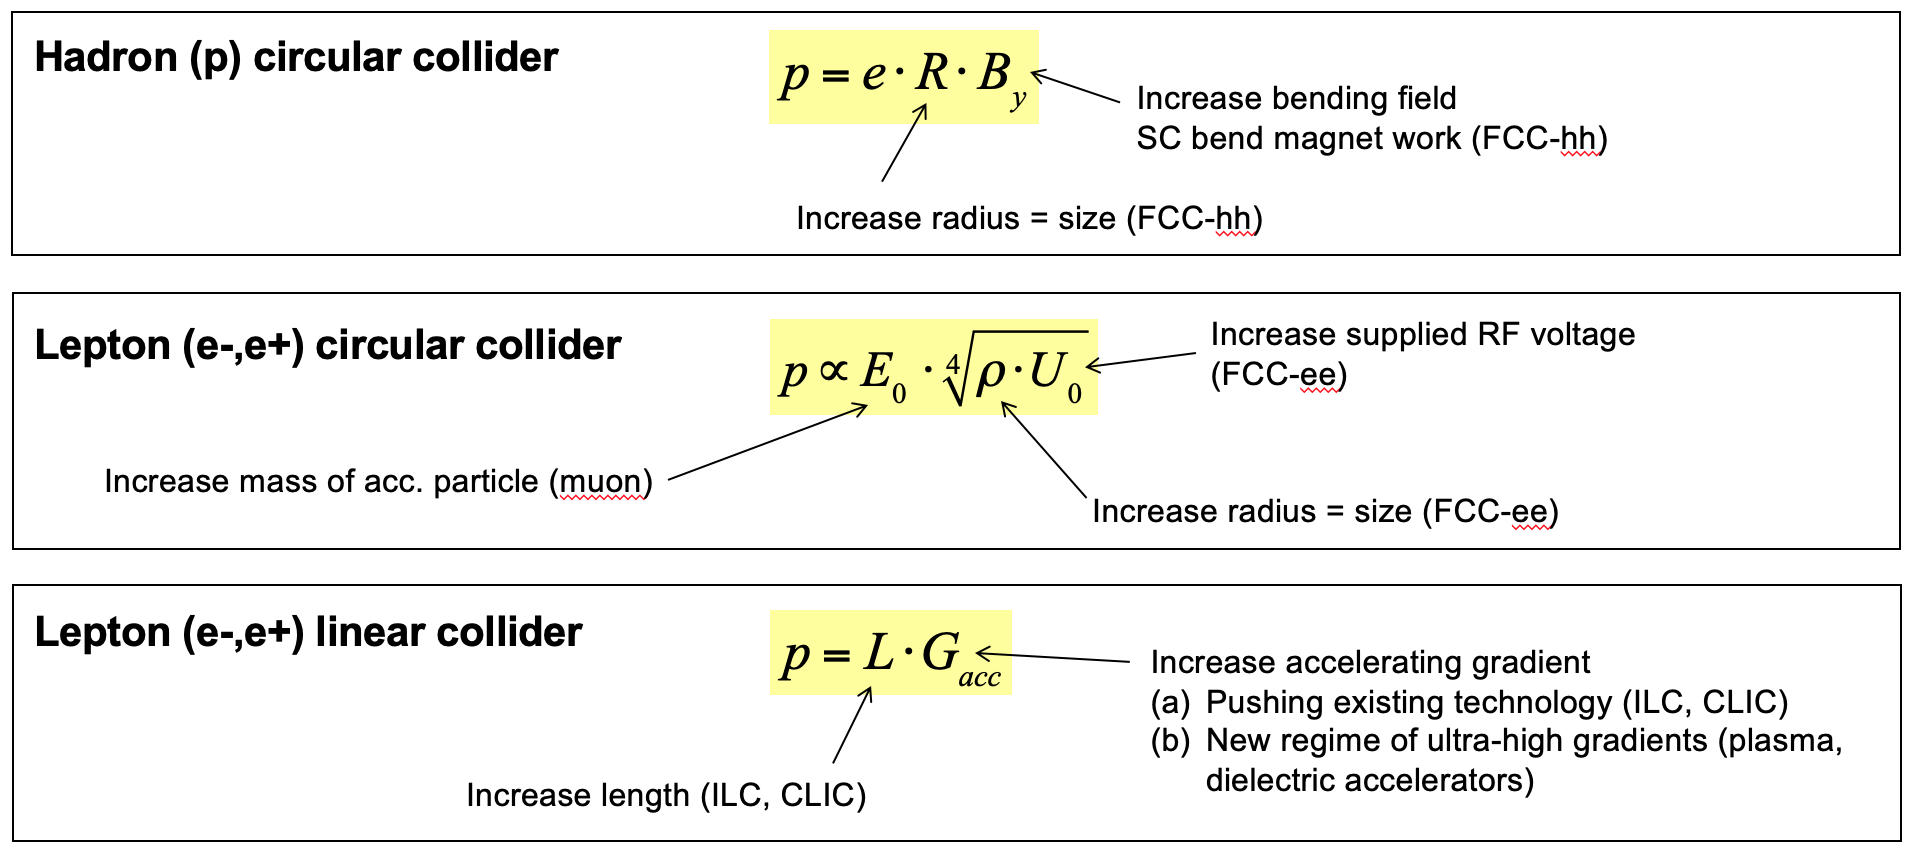 Hadron (p) circular collider
p = e · R · B_y
Increase bending field
SC bend magnet work (FCC-hh)
Increase radius = size (FCC-hh)
Lepton (e-,e+) circular collider
p ∝ E_0 · ∜(ρ · U_0)
Increase supplied RF voltage
(FCC-ee)
Increase mass of acc. particle (muon)
Increase radius = size (FCC-ee)
Lepton (e-,e+) linear collider
p = L · G_acc
Increase accelerating gradient
(a) Pushing existing technology (ILC, CLIC)
(b) New regime of ultra-high gradients (plasma,
dielectric accelerators)
Increase length (ILC, CLIC)